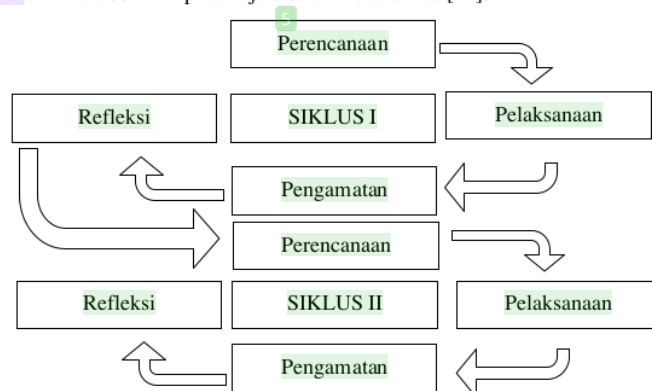 5
Perencanaan
Refleksi
SIKLUS I
Pelaksanaan
Pengamatan
Perencanaan
Refleksi
SIKLUS II
Pelaksanaan
Pengamatan